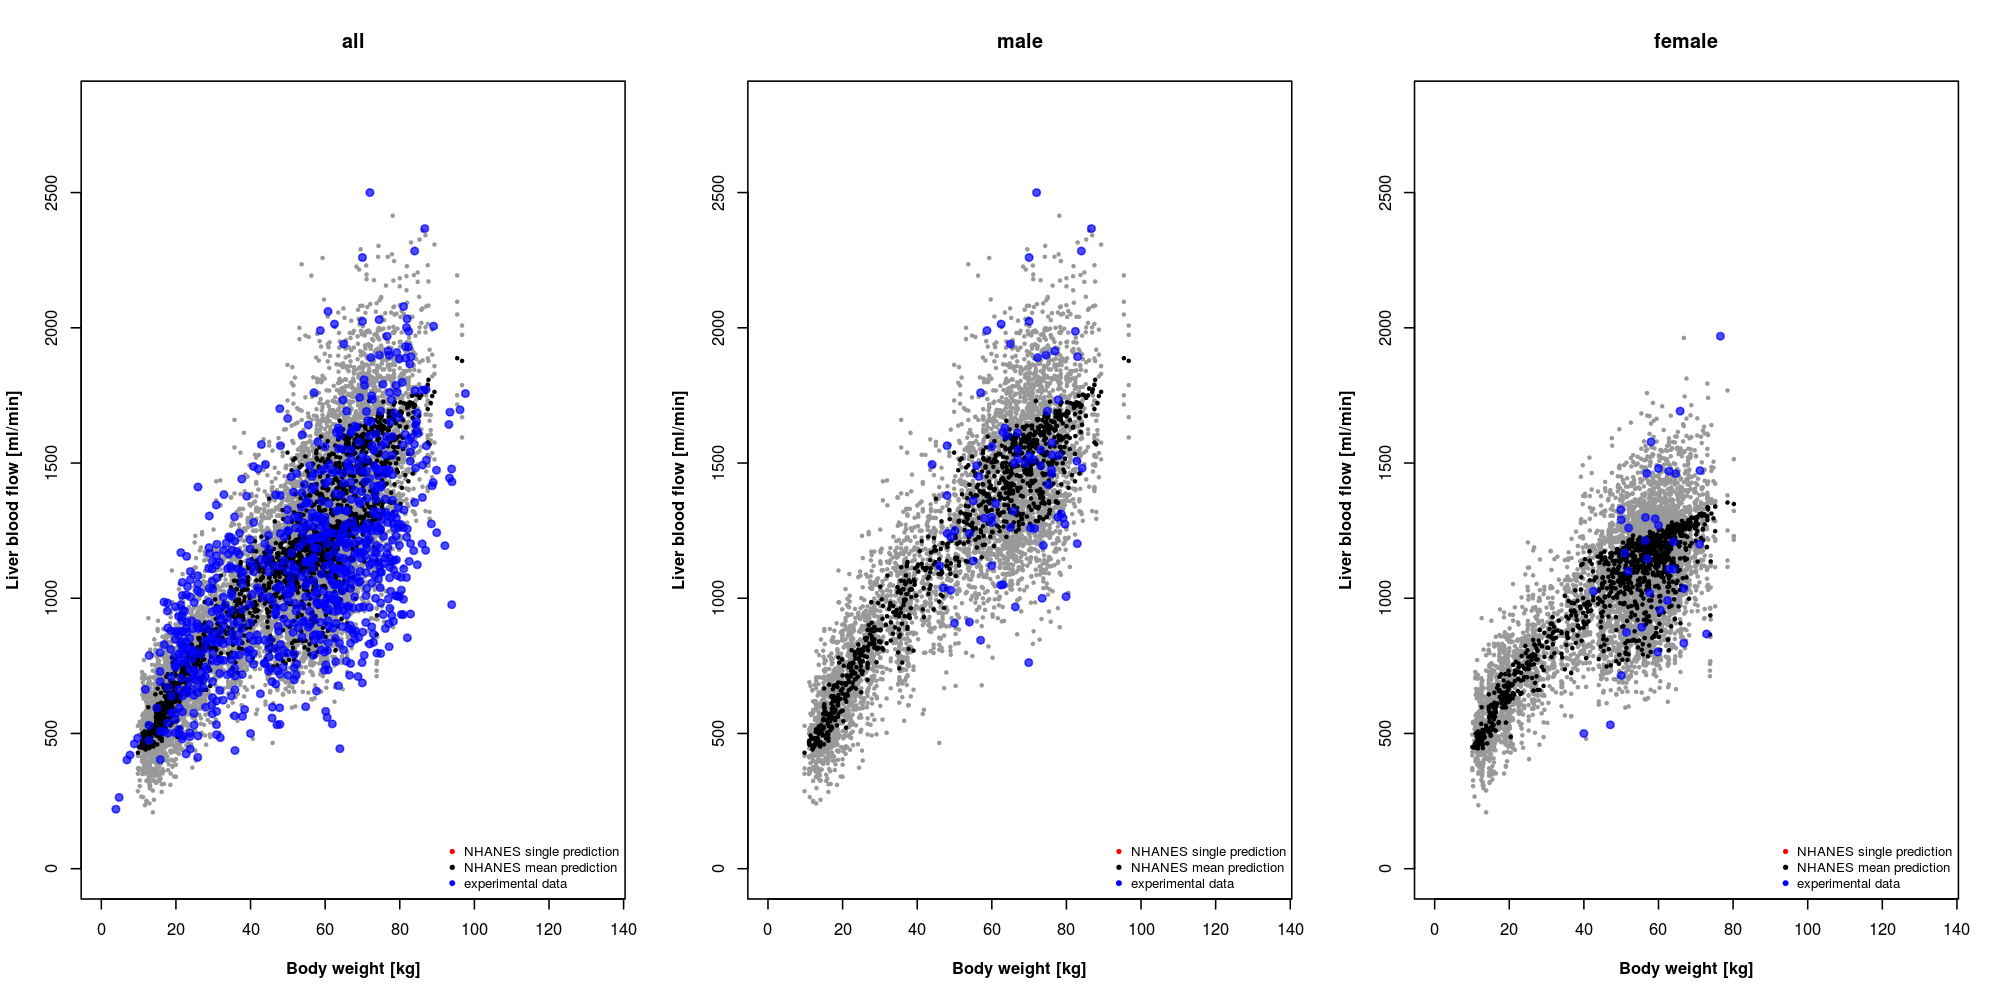 all
Liver blood flow [ml/min]
2500
2000
1500
1000
500
0
NHANES single prediction
NHANES mean prediction
experimental data
0 20 40 60 80 100 120 140
Body weight [kg]
male
Liver blood flow [ml/min]
2500
2000
1500
1000
500
0
NHANES single prediction
NHANES mean prediction
experimental data
0 20 40 60 80 100 120 140
Body weight [kg]
female
Liver blood flow [ml/min]
2500
2000
1500
1000
500
0
NHANES single prediction
NHANES mean prediction
experimental data
0 20 40 60 80 100 120 140
Body weight [kg]